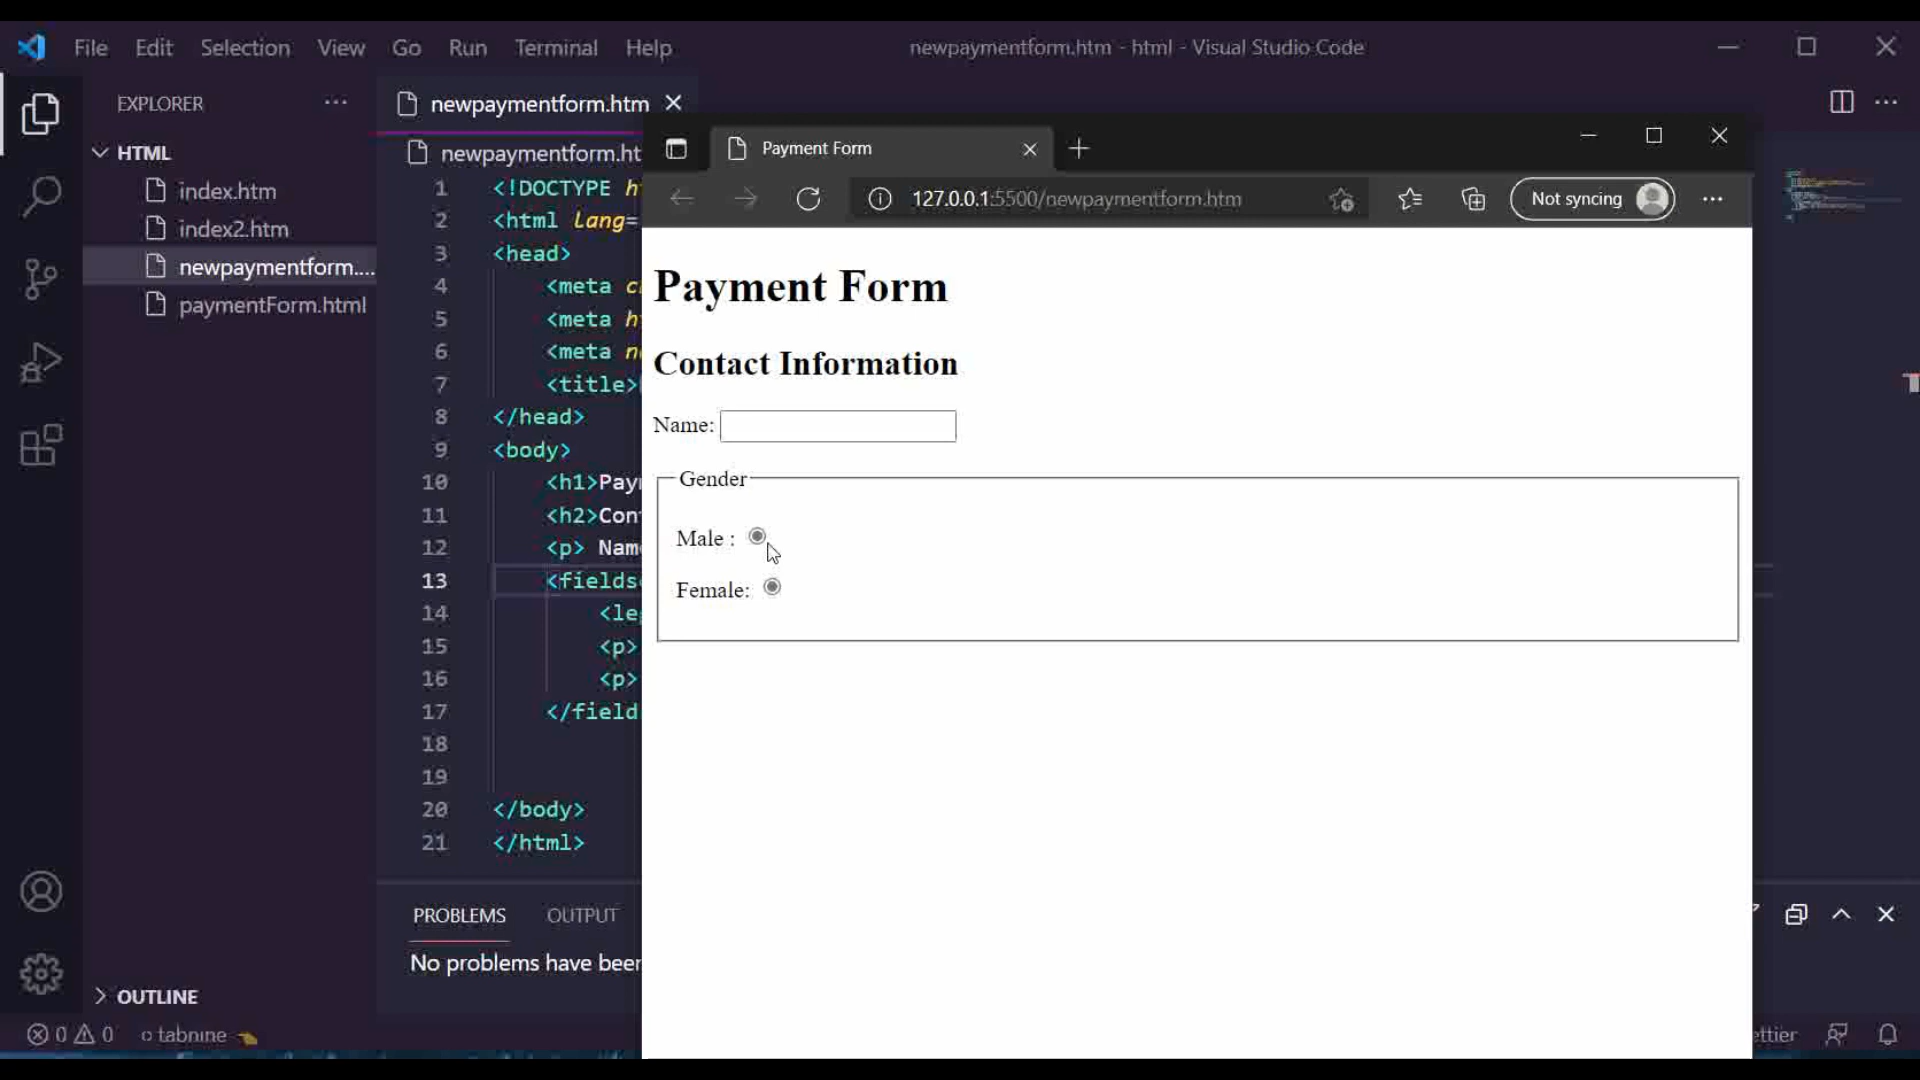 File Edit Selection View Go Run Terminal Help
newpaymentform.htm - html - Visual Studio Code
EXPLORER
HTML
index.htm
index2.htm
newpaymentform....
paymentForm.html
OUTLINE
newpaymentform.htm
newpaymentform.ht
1 <!DOCTYPE h
2 <html lang=
3 <head>
4 <meta c
5 <meta h
6 <meta n
7 <title>
8 </head>
9 <body>
10 <h1>Pay
11 <h2>Con
12 <p> Nam
13 <fields
14 <le
15 <p>
16 <p>
17 </field
18
19
20 </body>
21 </html>
PROBLEMS OUTPUT
No problems have been
0 0 tabnine
ettier
Payment Form
127.0.0.1:5500/newpaymentform.htm
Not syncing
Payment Form
Contact Information
Name:
Gender
Male :
Female: